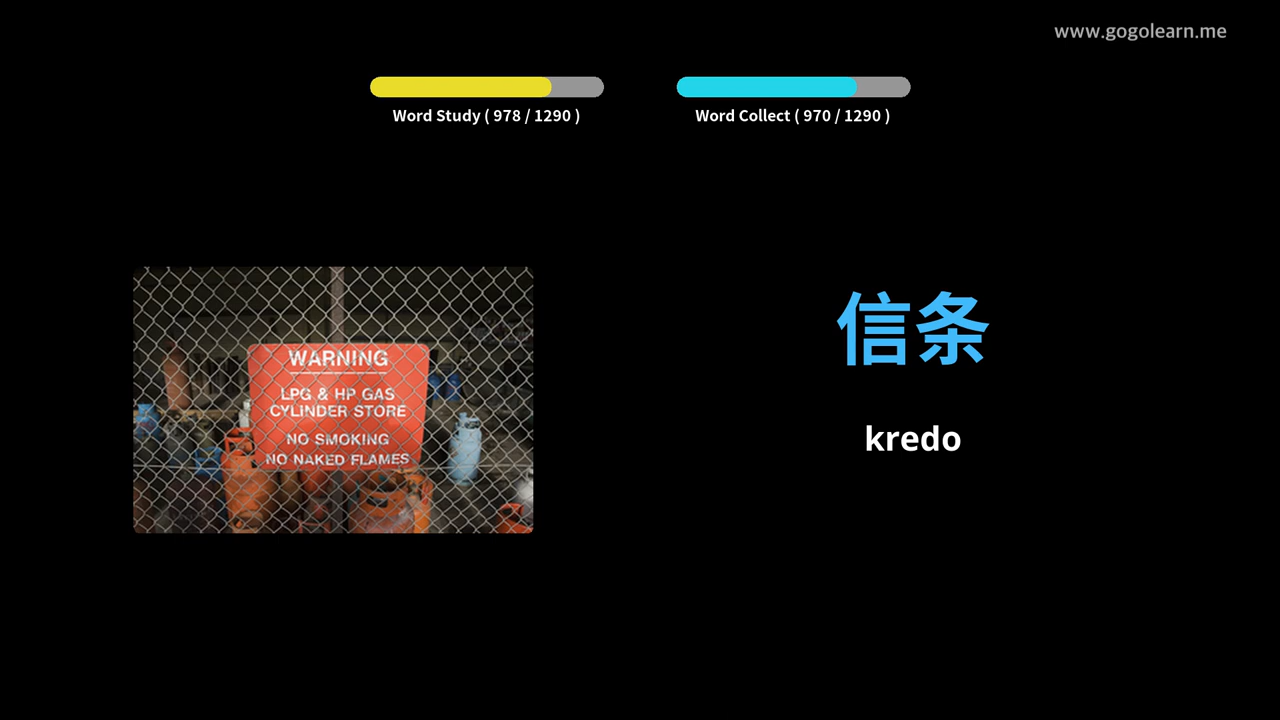 www.gogolearn.me
Word Study ( 978 / 1290 )
Word Collect ( 970 / 1290 )
WARNING
LPG & HP GAS
CYLINDER STORE
NO SMOKING
NO NAKED FLAMES
信条
kredo